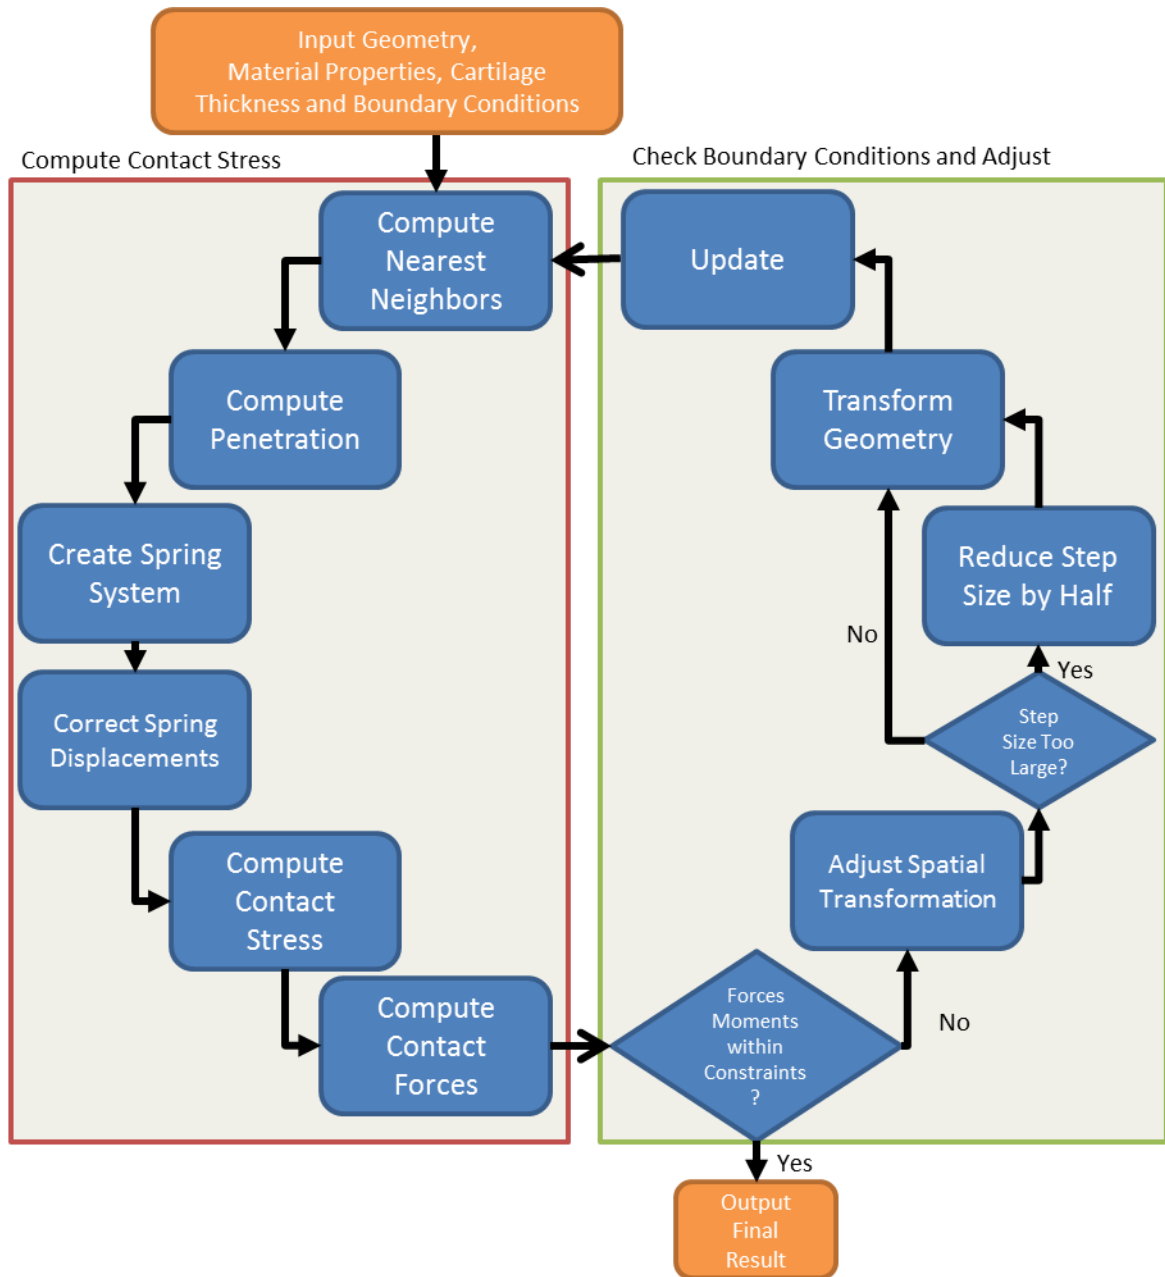 Input Geometry,
Material Properties, Cartilage
Thickness and Boundary Conditions
Compute Contact Stress
Check Boundary Conditions and Adjust
Compute
Nearest
Neighbors
Update
Compute
Penetration
Transform
Geometry
Create Spring
System
Reduce Step
Size by Half
No
Yes
Correct Spring
Displacements
Step
Size Too
Large?
Compute
Contact
Stress
Adjust Spatial
Transformation
Compute
Contact
Forces
Forces
Moments
within
Constraints
?
No
Yes
Output
Final
Result